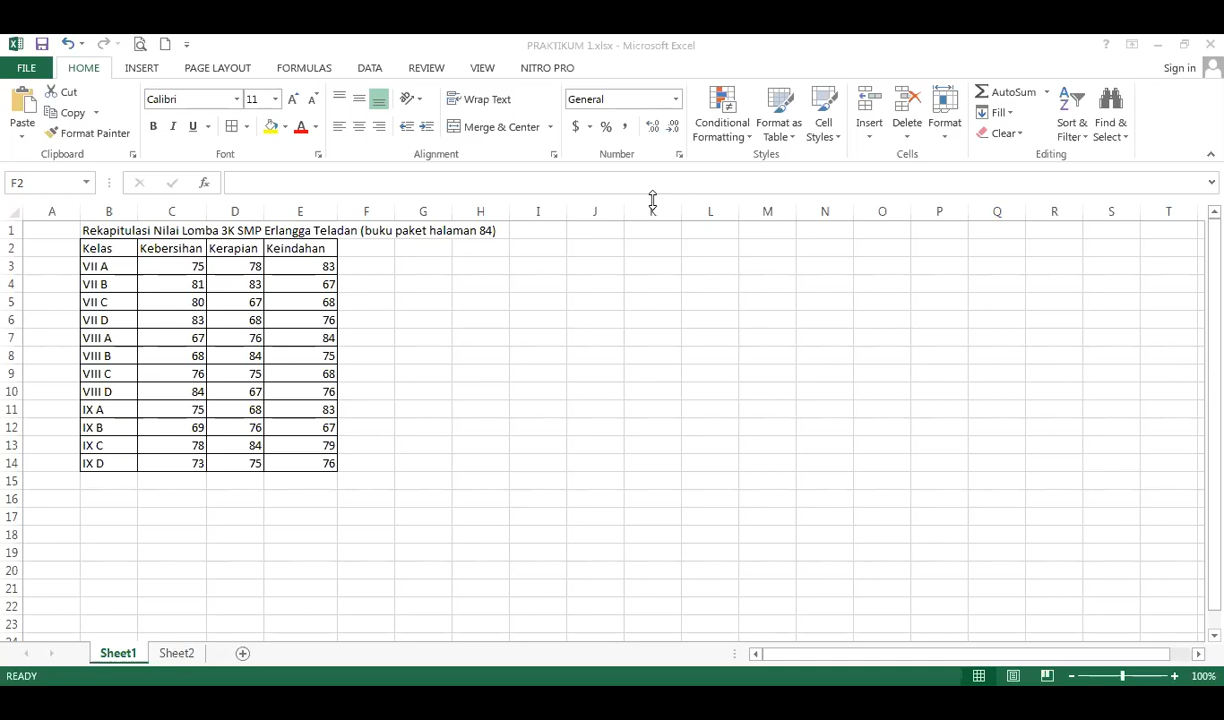 PRAKTIKUM 1.xlsx - Microsoft Excel
?
FILE HOME INSERT PAGE LAYOUT FORMULAS DATA REVIEW VIEW NITRO PRO Sign in
Cut
Copy
Format Painter
Paste
Clipboard
Calibri 11
B I U
Font
Wrap Text
Merge & Center
Alignment
General
$ % ,
Number
Conditional Formatting
Format as Table
Cell Styles
Styles
Insert Delete Format
Cells
AutoSum
Fill
Clear
Sort & Filter
Find & Select
Editing
F2 fx
A B C D E F G H I J K L M N O P Q R S T
1 Rekapitulasi Nilai Lomba 3K SMP Erlangga Teladan (buku paket halaman 84)
2 Kelas Kebersihan Kerapian Keindahan
3 VII A 75 78 83
4 VII B 81 83 67
5 VII C 80 67 68
6 VII D 83 68 76
7 VIII A 67 76 84
8 VIII B 68 84 75
9 VIII C 76 75 68
10 VIII D 84 67 76
11 IX A 75 68 83
12 IX B 69 76 67
13 IX C 78 84 79
14 IX D 73 75 76
15
16
17
18
19
20
21
22
23
Sheet1 Sheet2
READY 100%